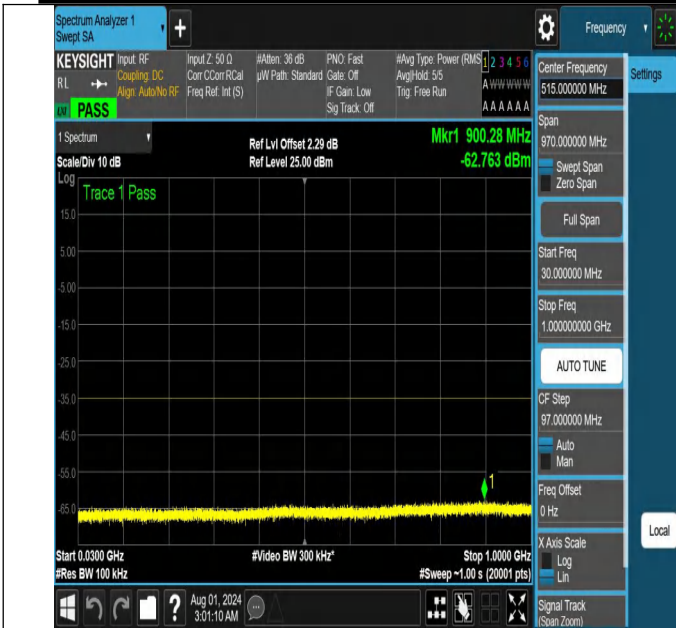 Spectrum Analyzer 1
Swept SA
+
Frequency
KEYSIGHT
RL
PASS
Input: RF
Coupling: DC
Align: Auto/No RF
Input Z: 50 Ω
Corr CCorr RCal
Freq Ref: Int (S)
#Atten: 36 dB
µW Path: Standard
PNO: Fast
Gate: Off
IF Gain: Low
Sig Track: Off
#Avg Type: Power (RMS
Avg|Hold: 5/5
Trig: Free Run
1 2 3 4 5 6
A W W W W W
A A A A A A
1 Spectrum
Scale/Div 10 dB
Ref Lvl Offset 2.29 dB
Ref Level 25.00 dBm
Mkr1 900.28 MHz
-62.763 dBm
Log
Trace 1 Pass
15.0
5.00
-5.00
-15.0
-25.0
-35.0
-45.0
-55.0
-65.0
1
Start 0.0300 GHz
#Res BW 100 kHz
#Video BW 300 kHz*
Stop 1.0000 GHz
#Sweep ~1.00 s (20001 pts)
?
Aug 01, 2024
3:01:10 AM
Center Frequency
515.000000 MHz
Span
970.000000 MHz
Swept Span
Zero Span
Full Span
Start Freq
30.000000 MHz
Stop Freq
1.000000000 GHz
AUTO TUNE
CF Step
97.000000 MHz
Auto
Man
Freq Offset
0 Hz
X Axis Scale
Log
Lin
Signal Track
(Span Zoom)
Settings
Local